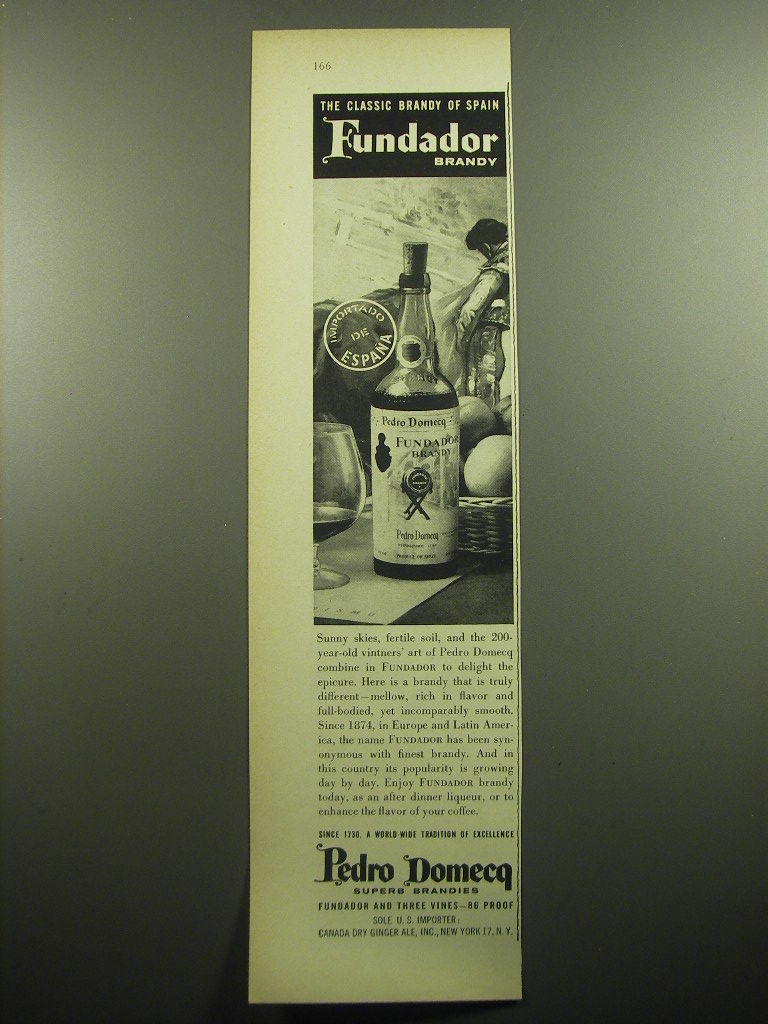 166
THE CLASSIC BRANDY OF SPAIN
Fundador
BRANDY
IMPORTADO
DE
ESPAÑA
Pedro Domecq
FUNDADOR
BRANDY
Pedro Domecq
PRODUCE OF SPAIN
Sunny skies, fertile soil, and the 200-
year-old vintners' art of Pedro Domecq
combine in FUNDADOR to delight the
epicure. Here is a brandy that is truly
different—mellow, rich in flavor and
full-bodied, yet incomparably smooth.
Since 1874, in Europe and Latin Amer-
ica, the name FUNDADOR has been syn-
onymous with finest brandy. And in
this country its popularity is growing
day by day. Enjoy FUNDADOR brandy
today, as an after dinner liqueur, or to
enhance the flavor of your coffee.
SINCE 1730, A WORLD-WIDE TRADITION OF EXCELLENCE
Pedro Domecq
SUPERB BRANDIES
FUNDADOR AND THREE VINES—86 PROOF
SOLE U. S. IMPORTER:
CANADA DRY GINGER ALE, INC., NEW YORK 17, N. Y.